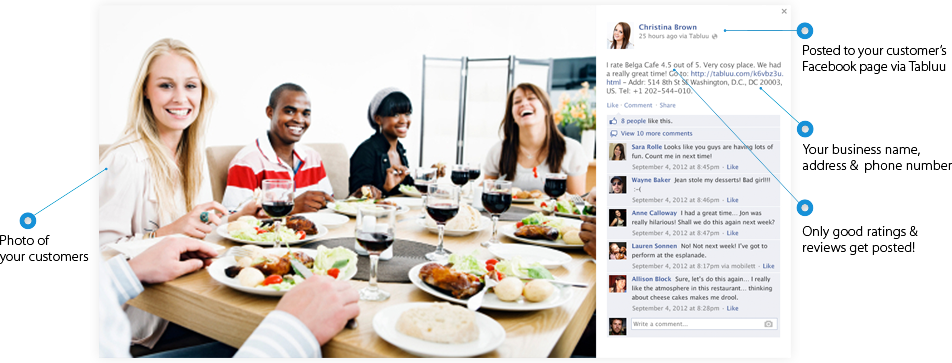 Christina Brown
25 hours ago via Tabluu
I rate Belga Cafe 4.5 out of 5. Very cosy place. We had
a really great time! Go to: http://tabluu.com/k6vbz3u.
html – Addr: 514 8th St SE Washington, D.C., DC 20003,
US. Tel: +1 202-544-010.
Like · Comment · Share
8 people like this.
View 10 more comments
Sara Rolle Looks like you guys are having lots of
fun. Count me in next time!
September 4, 2012 at 8:45pm · Like
Wayne Baker Jean stole my desserts! Bad girl!!!
:-(
September 4, 2012 at 8:46pm · Like
Anne Calloway I had a great time... Jon was
really hilarious! Shall we do this again next week?
September 4, 2012 at 8:47pm · Like
Lauren Sonnen No! Not next week! I've got to
perform at the esplanade.
September 4, 2012 at 8:17pm via mobilett · Like
Allison Block Sure, let's do this again... I really
like the atmosphere in this restaurant... thinking
about cheese cakes makes me drool.
September 4, 2012 at 8:28pm · Like
Write a comment...
Posted to your customer's
Facebook page via Tabluu
Your business name,
address & phone number
Only good ratings &
reviews get posted!
Photo of
your customers